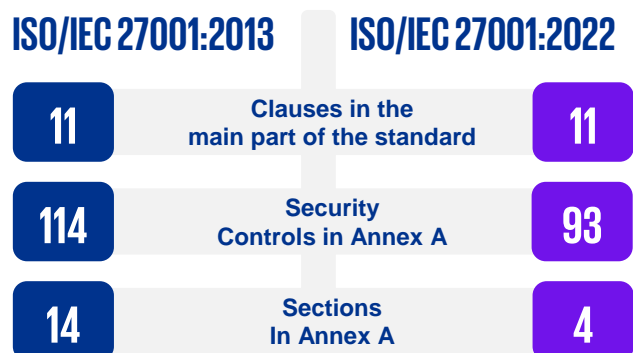 ISO/IEC 27001:2013
ISO/IEC 27001:2022
11
Clauses in the
main part of the standard
11
114
Security
Controls in Annex A
93
14
Sections
In Annex A
4